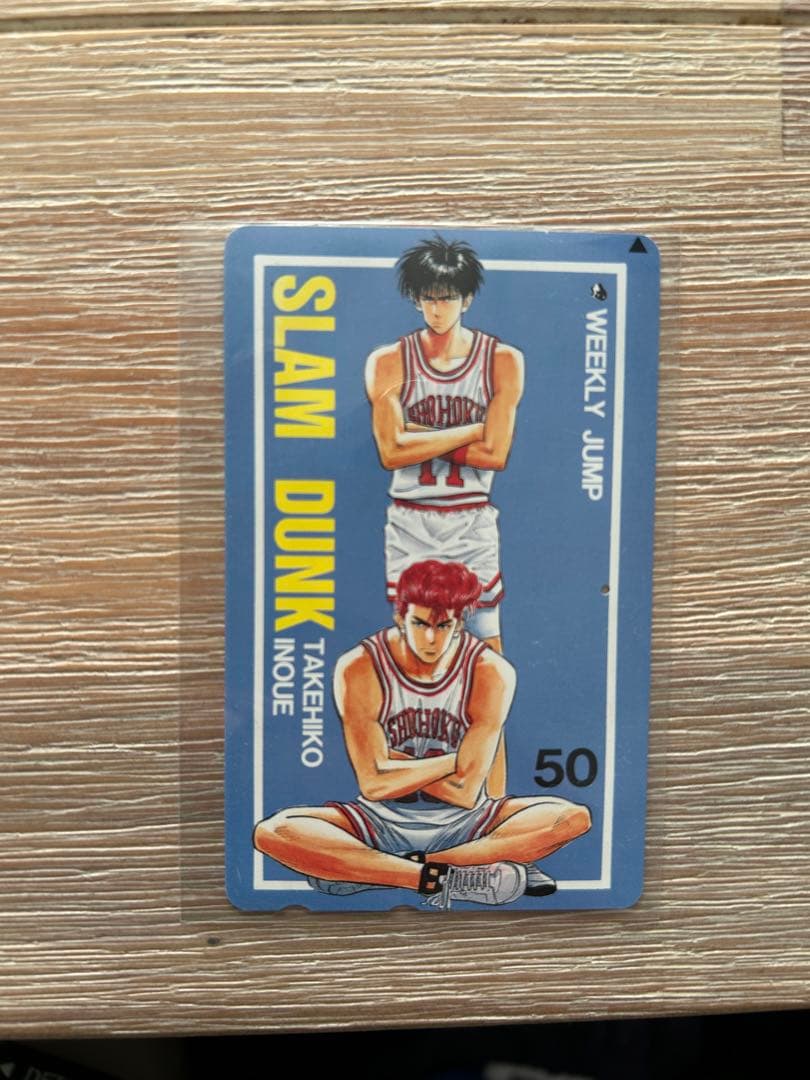 WEEKLY JUMP
SLAM DUNK
TAKEHIKO
INOUE
SHOHOKU
11
SHOHOKU
50